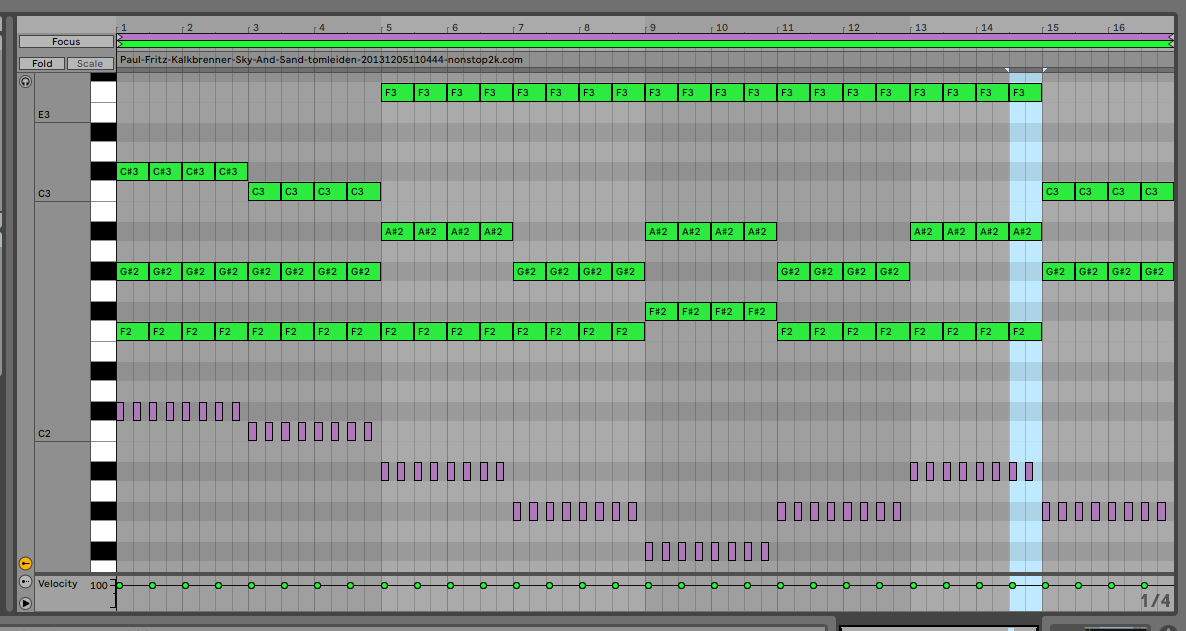 1 2 3 4 5 6 7 8 9 10 11 12 13 14 15 16
Focus
Fold Scale
Paul-Fritz-Kalkbrenner-Sky-And-Sand-tomleiden-20131205110444-nonstop2k.com
F3 F3 F3 F3 F3 F3 F3 F3 F3 F3 F3 F3 F3 F3 F3 F3 F3 F3 F3 F3
E3
C#3 C#3 C#3 C#3
C3 C3 C3 C3 C3 C3 C3 C3 C3
A#2 A#2 A#2 A#2 A#2 A#2 A#2 A#2 A#2 A#2 A#2 A#2
G#2 G#2 G#2 G#2 G#2 G#2 G#2 G#2 G#2 G#2 G#2 G#2 G#2 G#2 G#2 G#2 G#2 G#2 G#2 G#2
F#2 F#2 F#2 F#2
F2 F2 F2 F2 F2 F2 F2 F2 F2 F2 F2 F2 F2 F2 F2 F2 F2 F2 F2 F2 F2 F2 F2 F2
C2
Velocity 100
1/4